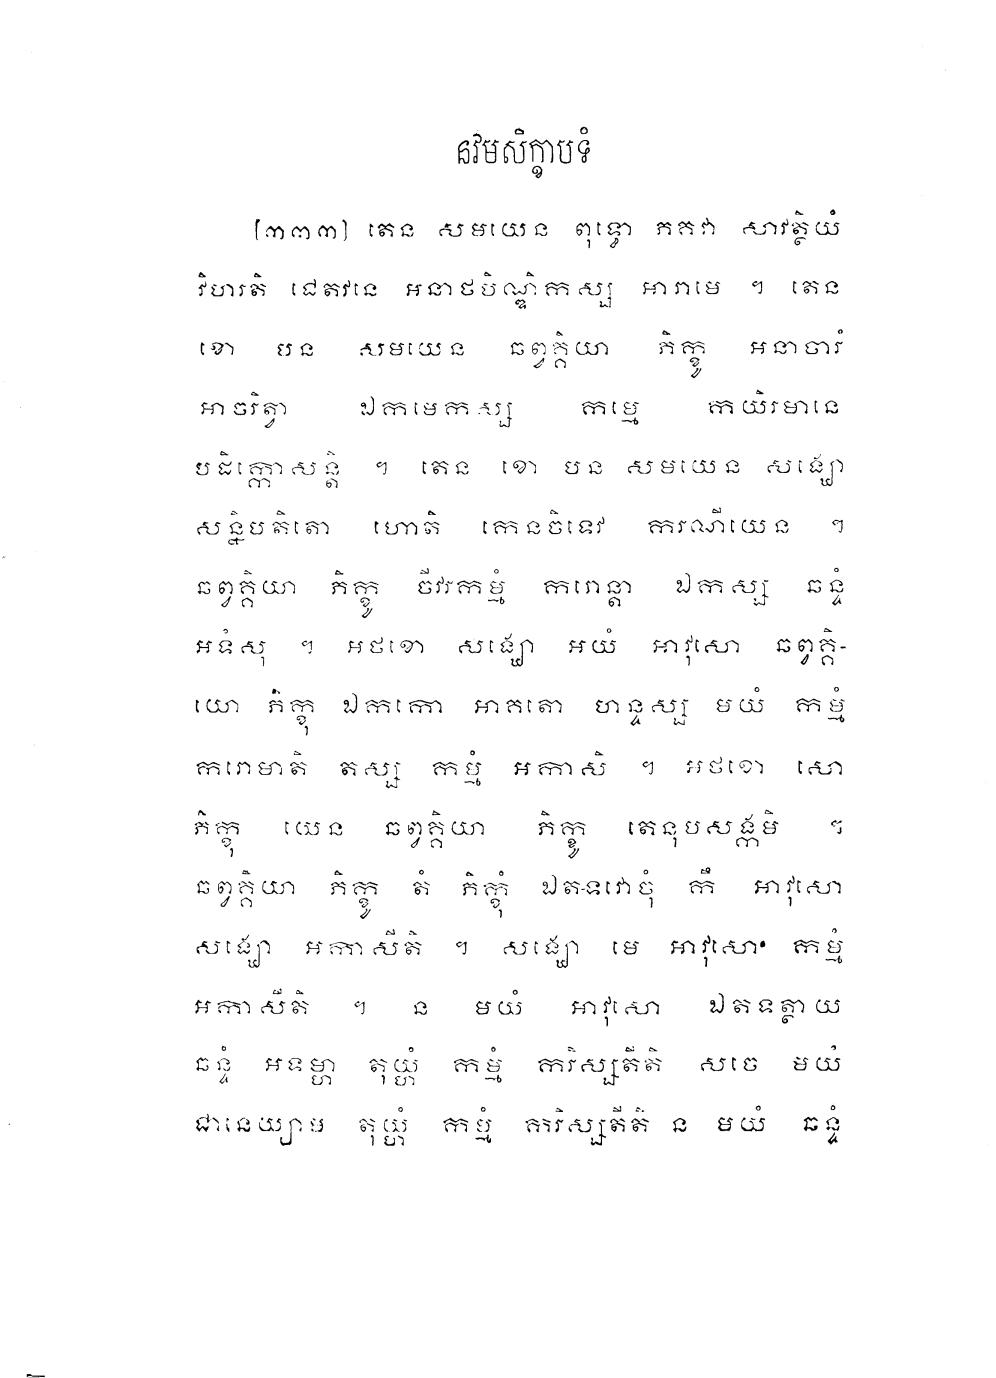 នវមសិក្ខាបទំ
[៣៣៣] តេន សមយេន ពុទ្ធោ ភគវា សាវត្ថិយំ
វិហរតិ ជេតវនេ អនាថបិណ្ឌិកស្ស អារាមេ ។ តេន
ខោ បន សមយេន ឆព្វគ្គិយា ភិក្ខូ អនាចារំ
អាចរិត្វា ឯកមេកស្ស កម្មេ កយិរមានេ
បដិក្កោសន្តិ ។ តេន ខោ បន សមយេន សង្ឃោ
សន្និបតិតោ ហោតិ កេនចិទេវ ករណីយេន ។
ឆព្វគ្គិយា ភិក្ខូ ចីវរកម្មំ ករោន្តា ឯកស្ស ឆន្ទំ
អទំសុ ។ អថខោ សង្ឃោ អយំ អាវុសោ ឆព្វគ្គិ-
យោ ភិក្ខុ ឯកកោ អាគតោ ហន្ទស្ស មយំ កម្មំ
ករោមាតិ តស្ស កម្មំ អកាសិ ។ អថខោ សោ
ភិក្ខុ យេន ឆព្វគ្គិយា ភិក្ខូ តេនុបសង្កមិ ។
ឆព្វគ្គិយា ភិក្ខូ តំ ភិក្ខុំ ឯតទវោចុំ កឹ អាវុសោ
សង្ឃោ អកាសីតិ ។ សង្ឃោ មេ អាវុសោ កម្មំ
អកាសីតិ ។ ន មយំ អាវុសោ ឯតទត្ថាយ
ឆន្ទំ អទម្ហា តុយ្ហំ កម្មំ ករិស្សតីតិ សចេ មយំ
ជានេយ្យាម តុយ្ហំ កម្មំ ករិស្សតីតិ ន មយំ ឆន្ទំ